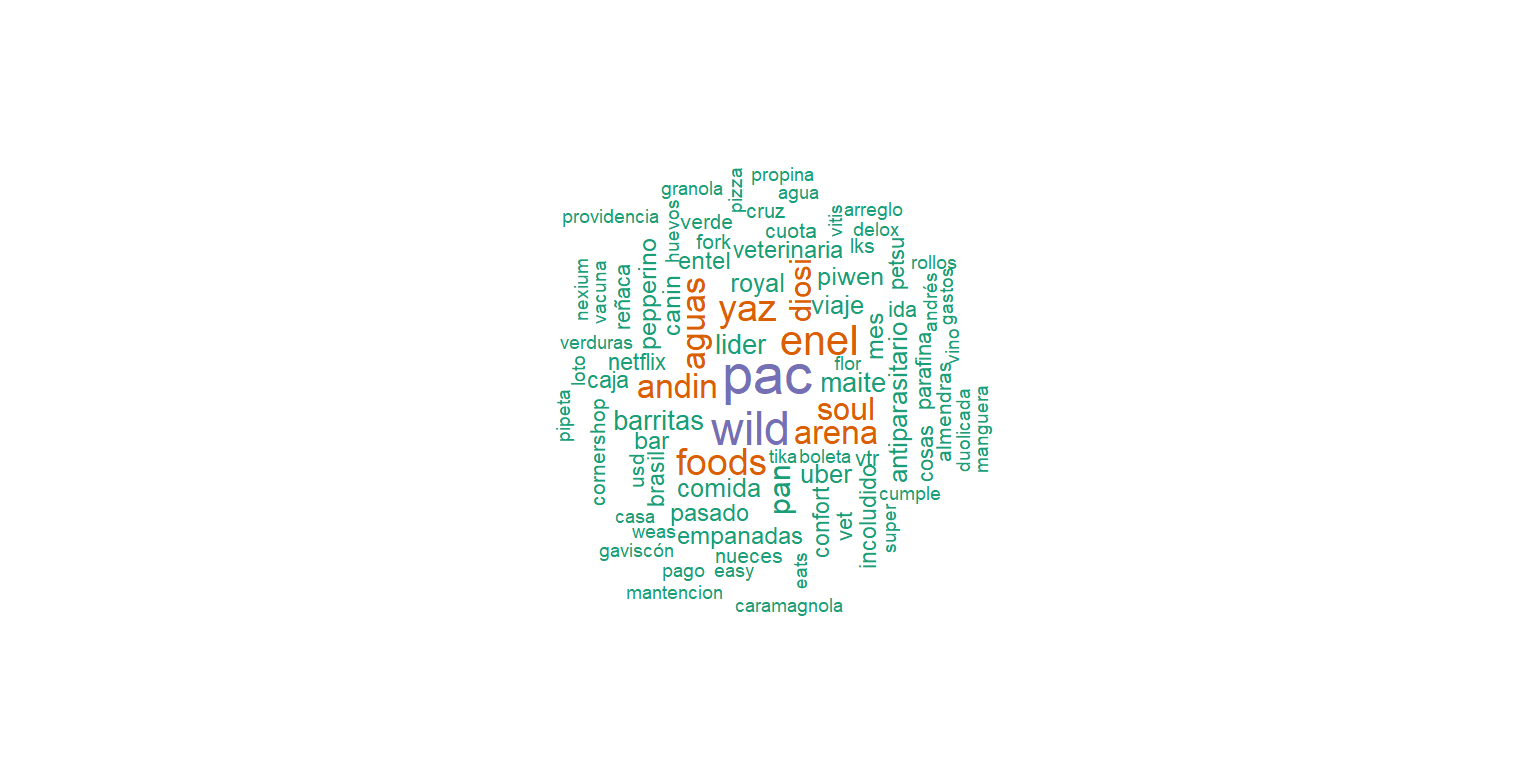 propina
pizza
granola
agua
providencia
huevos
verde
cruz
vitis
arreglo
cuota
delox
fork
veterinaria
lks
entel
petsu
rollos
nexium
vacuna
reñaca
pepperino
canin
royal
diosi
piwen
andrés
gastos
aguas
yaz
viaje
ida
mes
enel
lider
verduras
netflix
loto
caja
flor
antiparasitario
parafina
vino
andin
pac
maite
almendras
pipeta
cornershop
barritas
wild
soul
arena
duolicada
manguera
bar
usd
brasil
foods
tika
boleta
vtr
cosas
comida
pan
uber
incoludido
cumple
casa
pasado
confort
vet
super
weas
empanadas
gaviscón
nueces
pago
easy
eats
mantencion
caramagnola